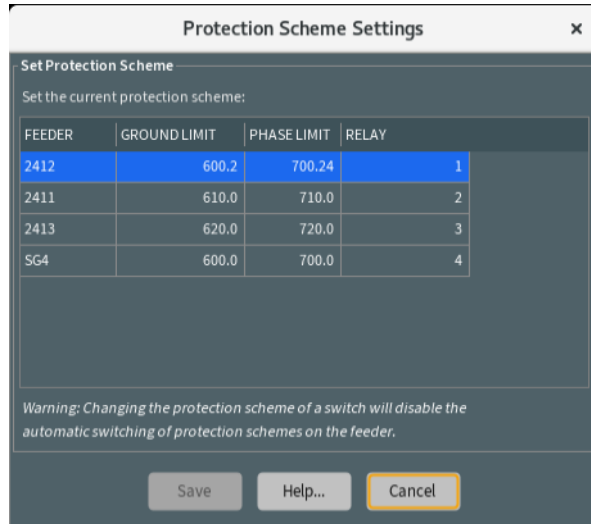 Protection Scheme Settings ×
Set Protection Scheme
Set the current protection scheme:
FEEDER GROUND LIMIT PHASE LIMIT RELAY
2412 600.2 700.24 1
2411 610.0 710.0 2
2413 620.0 720.0 3
SG4 600.0 700.0 4
Warning: Changing the protection scheme of a switch will disable the
automatic switching of protection schemes on the feeder.
Save Help... Cancel